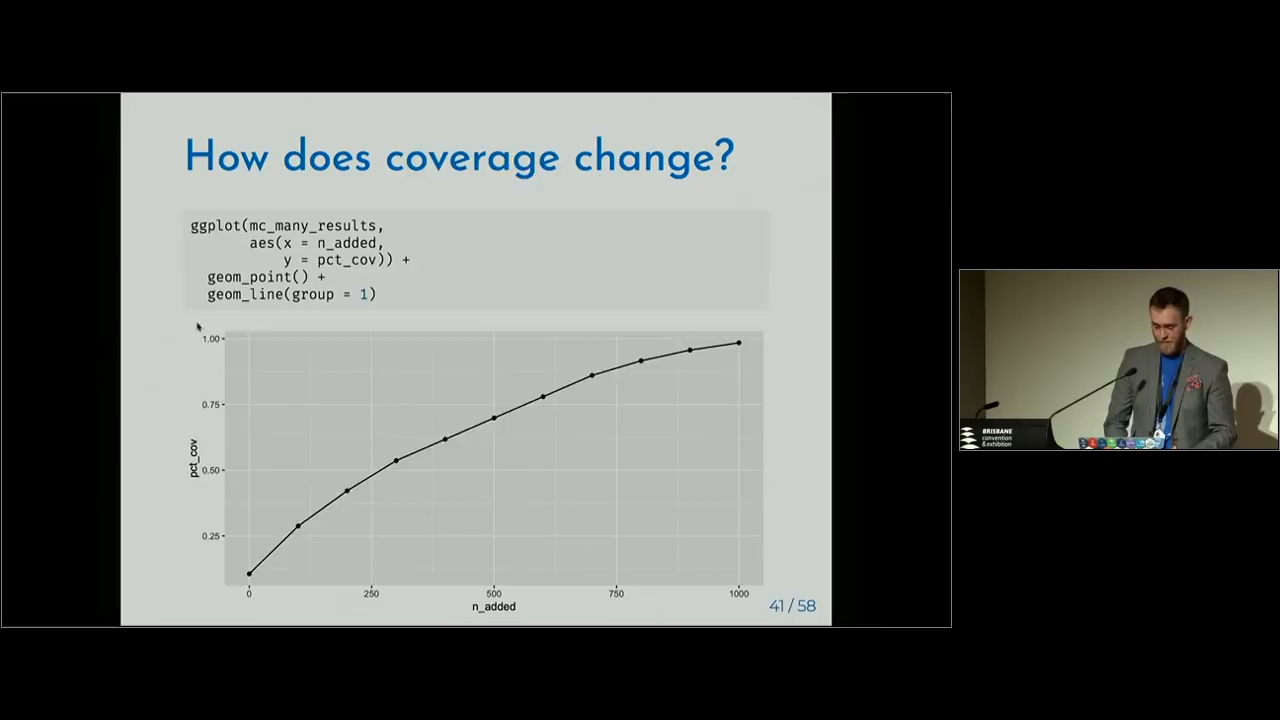 How does coverage change?
ggplot(mc_many_results,
aes(x = n_added,
y = pct_cov)) +
geom_point() +
geom_line(group = 1)
1.00
0.75
0.50
0.25
pct_cov
0
250
500
750
1000
n_added
41 / 58
BRISBANE
convention
& exhibition